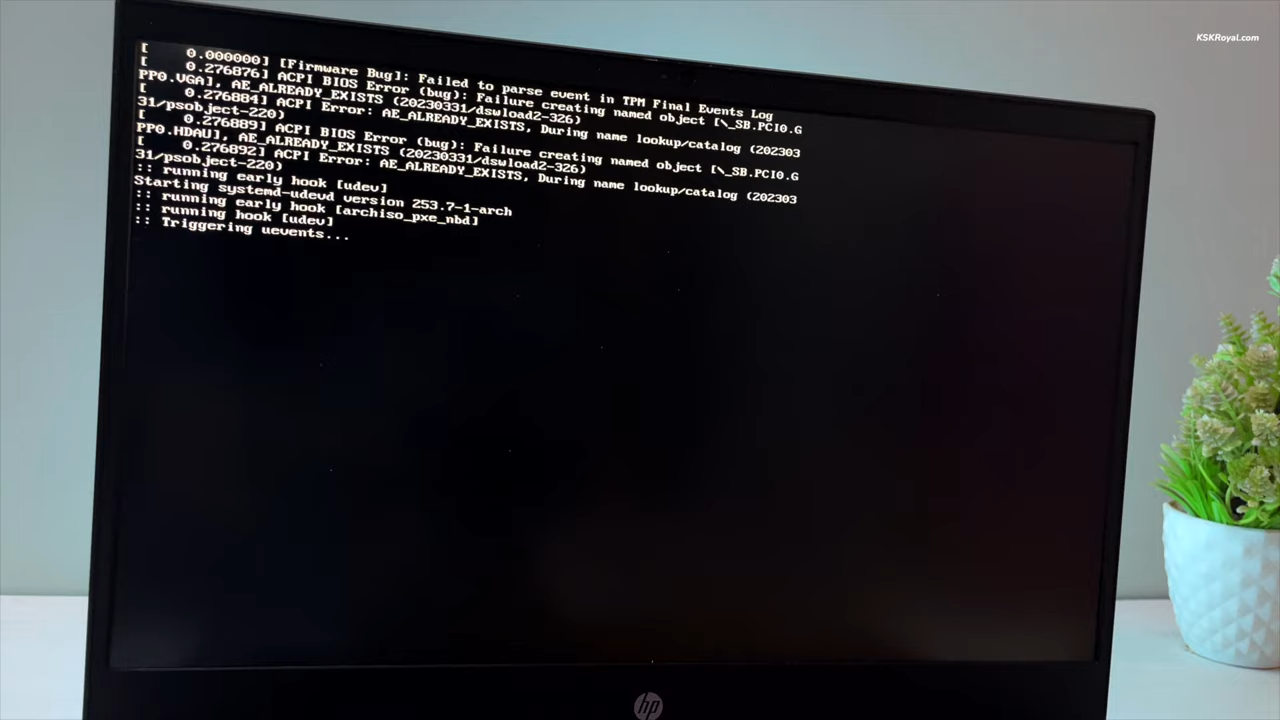 KSKRoyal.com
[    0.000000] [Firmware Bug]: Failed to parse event in TPM Final Events Log
[    0.276876] ACPI BIOS Error (bug): Failure creating named object [\_SB.PCI0.G
PP0.VGA], AE_ALREADY_EXISTS (20230331/dswload2-326)
[    0.276884] ACPI Error: AE_ALREADY_EXISTS, During name lookup/catalog (202303
31/psobject-220)
[    0.276889] ACPI BIOS Error (bug): Failure creating named object [\_SB.PCI0.G
PP0.HDAU], AE_ALREADY_EXISTS (20230331/dswload2-326)
[    0.276892] ACPI Error: AE_ALREADY_EXISTS, During name lookup/catalog (202303
31/psobject-220)
:: running early hook [udev]
Starting systemd-udevd version 253.7-1-arch
:: running early hook [archiso_pxe_nbd]
:: running hook [udev]
:: Triggering uevents...
hp